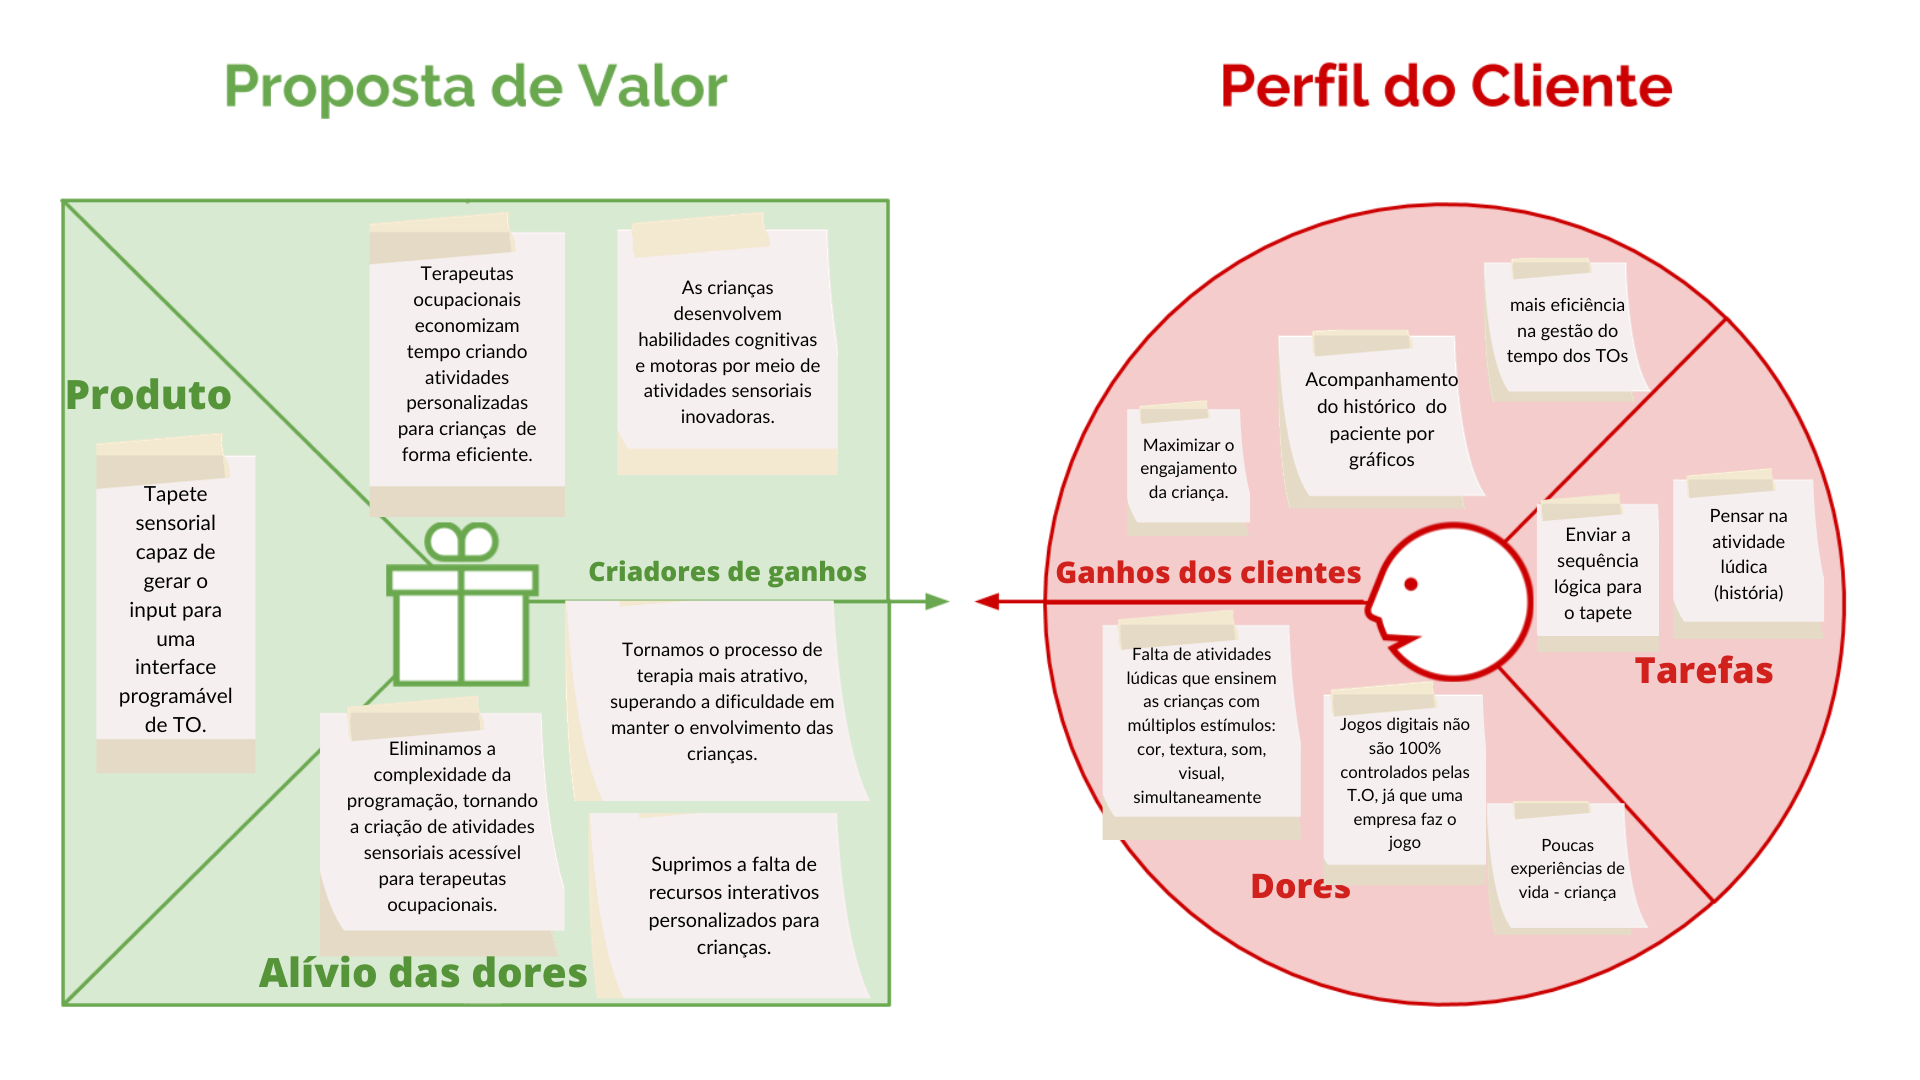 Proposta de Valor
Perfil do Cliente
Produto
Tapete
sensorial
capaz de
gerar o
input para
uma
interface
programável
de TO.
Terapeutas
ocupacionais
economizam
tempo criando
atividades
personalizadas
para crianças de
forma eficiente.
As crianças
desenvolvem
habilidades cognitivas
e motoras por meio de
atividades sensoriais
inovadoras.
Criadores de ganhos
Tornamos o processo de
terapia mais atrativo,
superando a dificuldade em
manter o envolvimento das
crianças.
Eliminamos a
complexidade da
programação, tornando
a criação de atividades
sensoriais acessível
para terapeutas
ocupacionais.
Suprimos a falta de
recursos interativos
personalizados para
crianças.
Alívio das dores
mais eficiência
na gestão do
tempo dos TOs
Acompanhamento
do histórico do
paciente por
gráficos
Maximizar o
engajamento
da criança.
Ganhos dos clientes
Enviar a
sequência
lógica para
o tapete
Pensar na
atividade
lúdica
(história)
Tarefas
Falta de atividades
lúdicas que ensinem
as crianças com
múltiplos estímulos:
cor, textura, som,
visual,
simultaneamente
Jogos digitais não
são 100%
controlados pelas
T.O, já que uma
empresa faz o
jogo
Poucas
experiências de
vida - criança
Dores